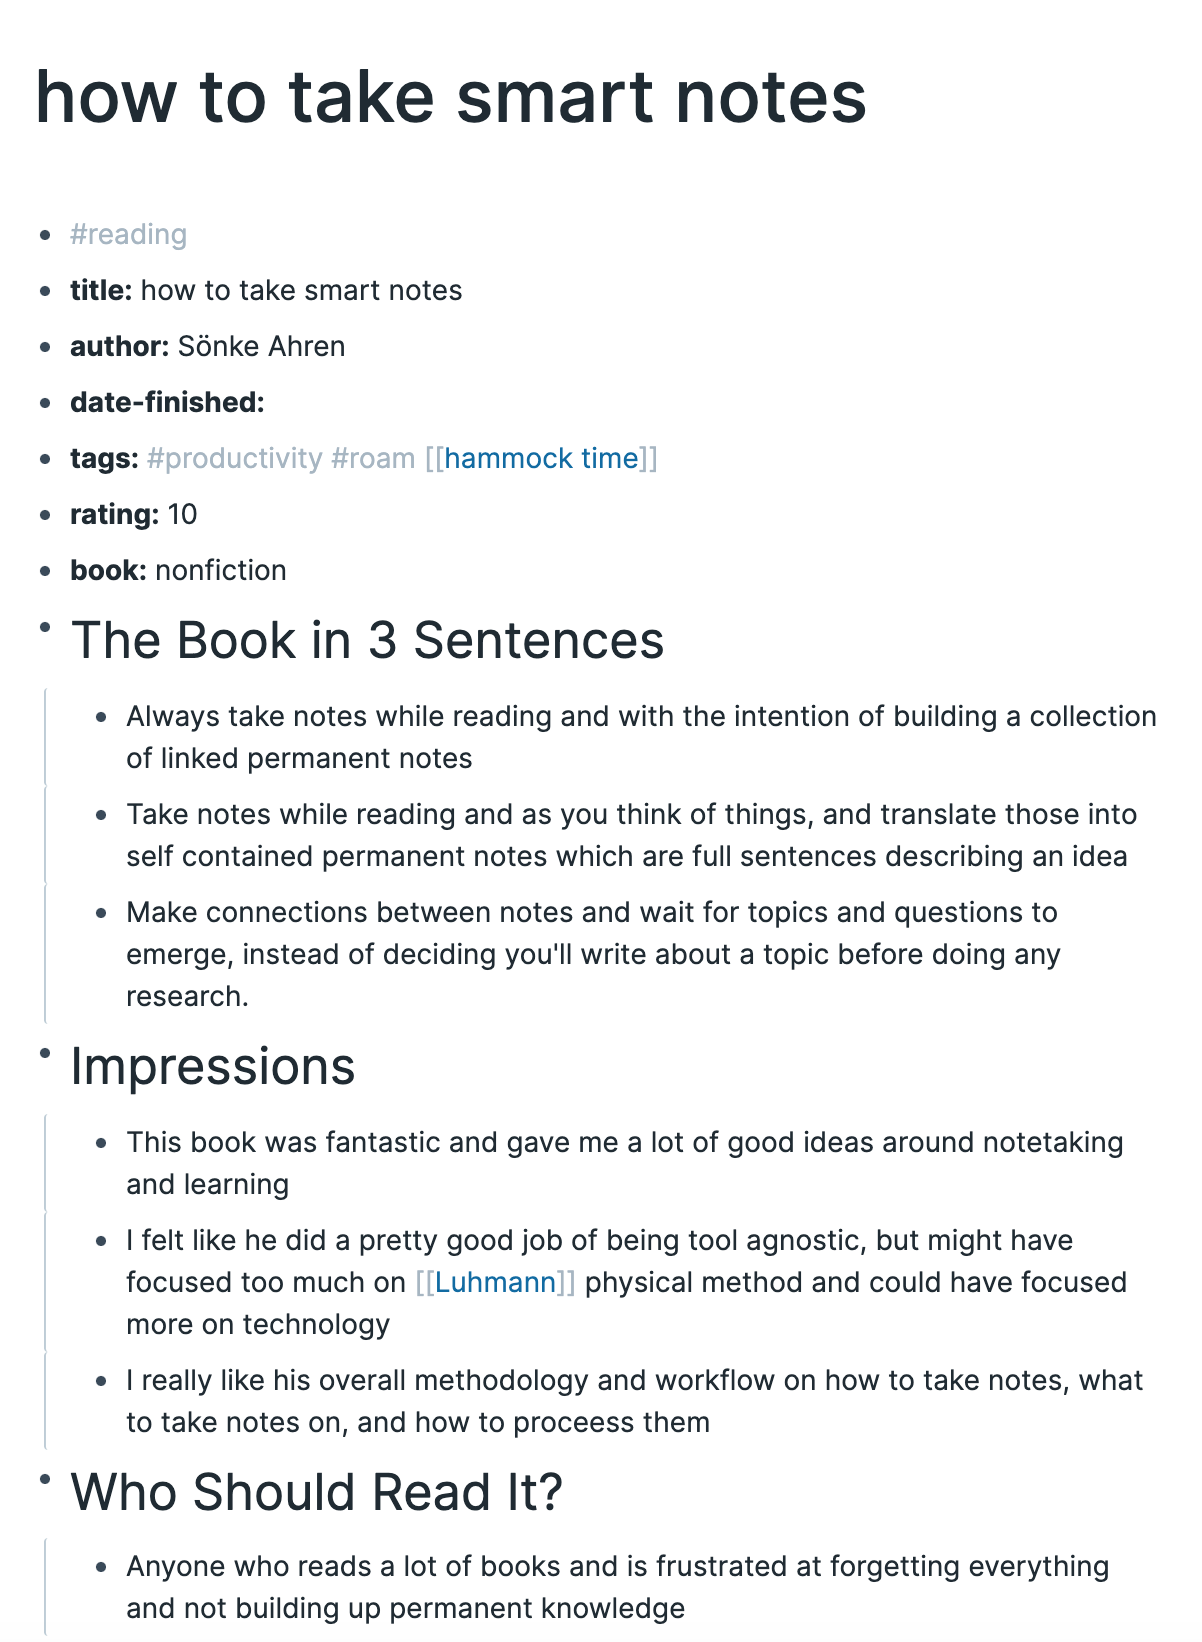 how to take smart notes
#reading
title: how to take smart notes
author: Sönke Ahren
date-finished:
tags: #productivity #roam [[hammock time]]
rating: 10
book: nonfiction
The Book in 3 Sentences
Always take notes while reading and with the intention of building a collection
of linked permanent notes
Take notes while reading and as you think of things, and translate those into
self contained permanent notes which are full sentences describing an idea
Make connections between notes and wait for topics and questions to
emerge, instead of deciding you'll write about a topic before doing any
research.
Impressions
This book was fantastic and gave me a lot of good ideas around notetaking
and learning
I felt like he did a pretty good job of being tool agnostic, but might have
focused too much on [[Luhmann]] physical method and could have focused
more on technology
I really like his overall methodology and workflow on how to take notes, what
to take notes on, and how to proceess them
Who Should Read It?
Anyone who reads a lot of books and is frustrated at forgetting everything
and not building up permanent knowledge